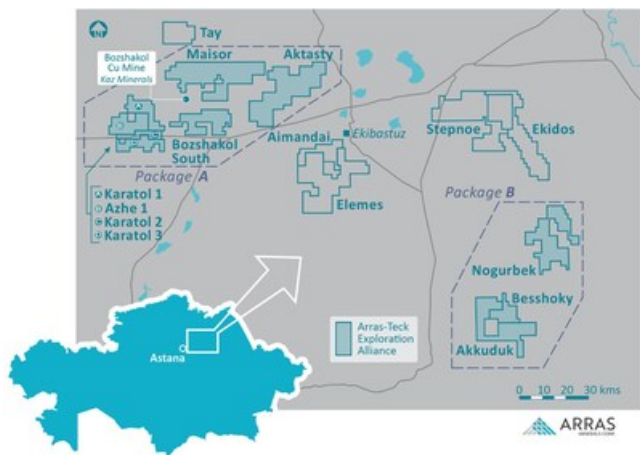 N
Tay
Maisor
Aktasty
Bozshakol
Cu Mine
Kaz Minerals
Bozshakol
South
Package A
Karatol 1
Azhe 1
Karatol 2
Karatol 3
Aimandai
Ekibastuz
Elemes
Stepnoe
Ekidos
Package B
Nogurbek
Besshoky
Akkuduk
Astana
Arras-Teck
Exploration
Alliance
0 10 20 30 kms
ARRAS